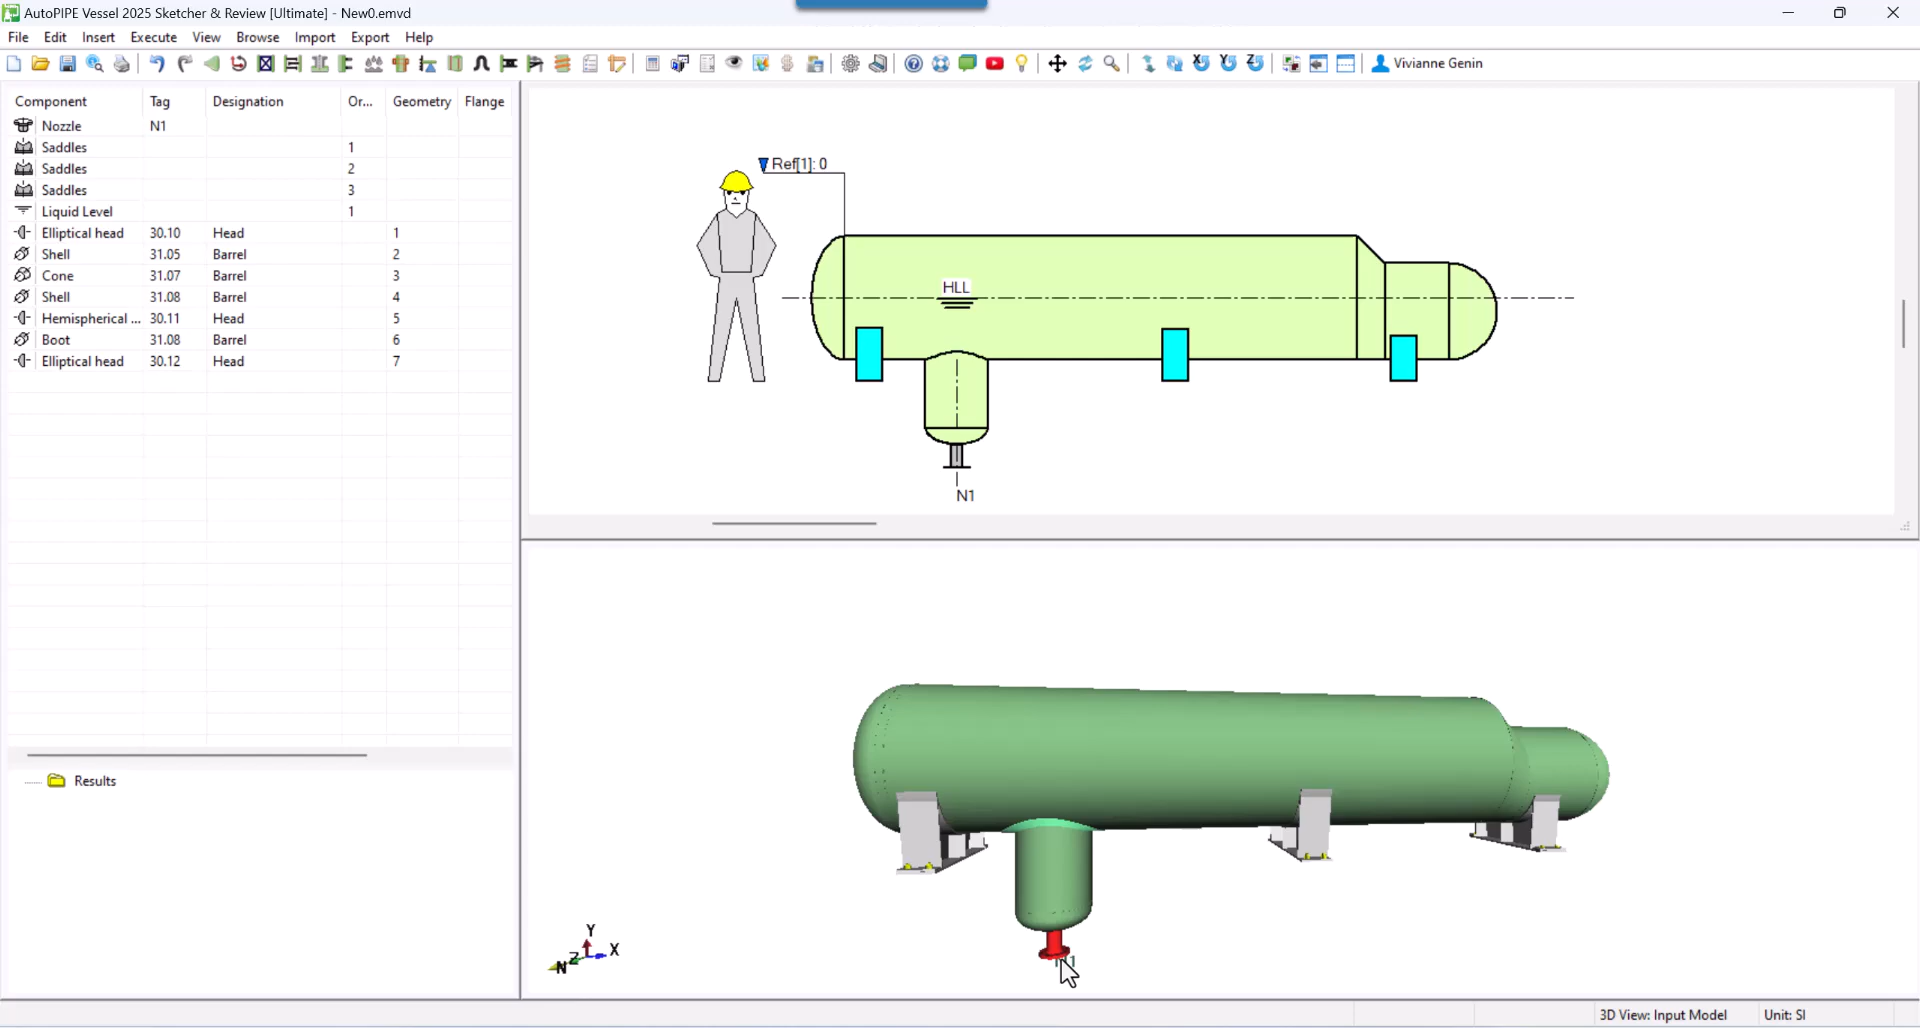 AutoPIPE Vessel 2025 Sketcher & Review [Ultimate] - New0.emvd
File Edit Insert Execute View Browse Import Export Help
Vivianne Genin
Component Tag Designation Or... Geometry Flange
Nozzle N1
Saddles 1
Saddles 2
Saddles 3
Liquid Level 1
Elliptical head 30.10 Head 1
Shell 31.05 Barrel 2
Cone 31.07 Barrel 3
Shell 31.08 Barrel 4
Hemispherical ... 30.11 Head 5
Boot 31.08 Barrel 6
Elliptical head 30.12 Head 7
Results
Ref[1]: 0
HLL
N1
Y
X
Z
N
3D View: Input Model Unit: SI